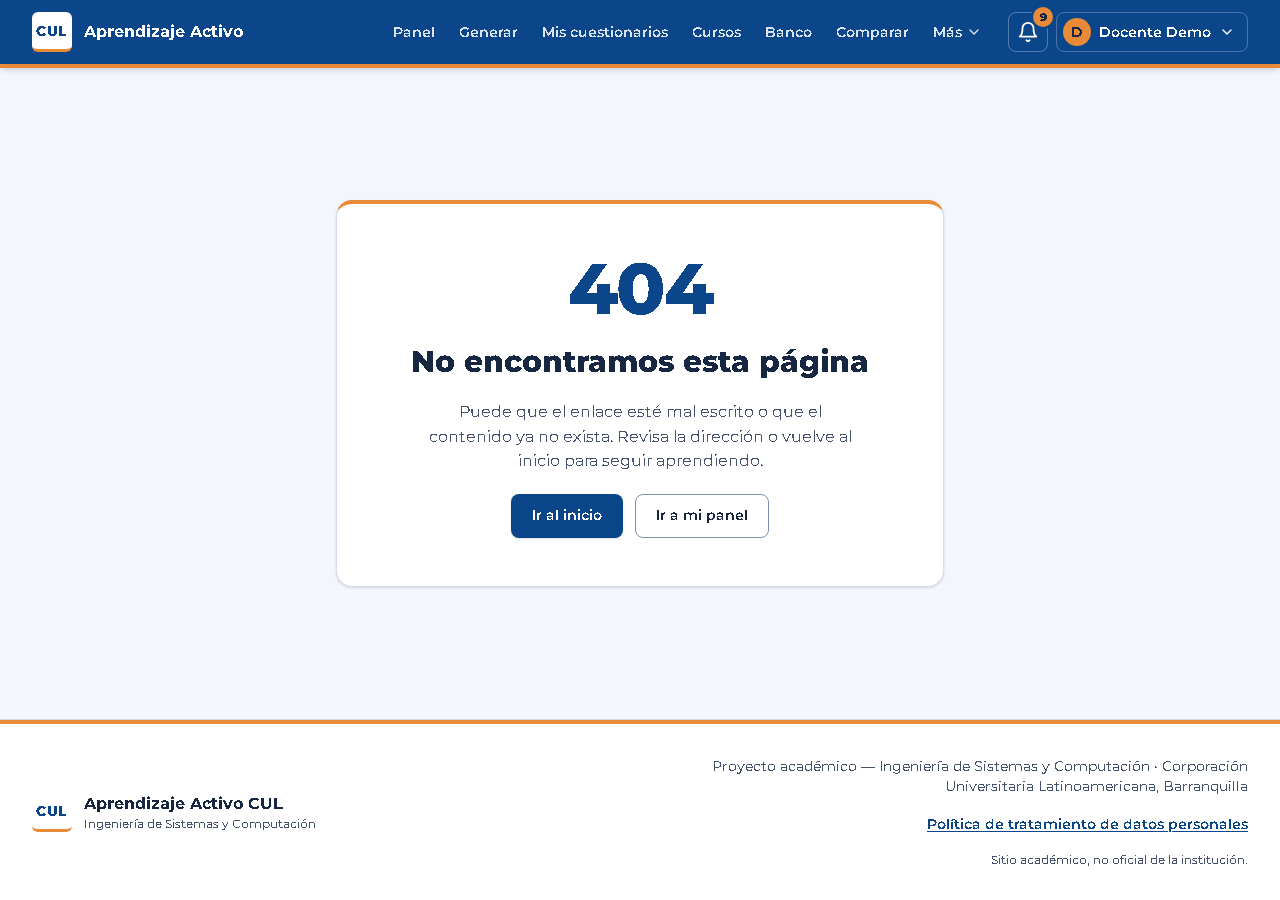 CUL
Aprendizaje Activo
Panel
Generar
Mis cuestionarios
Cursos
Banco
Comparar
Más
9
D
Docente Demo
404
No encontramos esta página
Puede que el enlace esté mal escrito o que el
contenido ya no exista. Revisa la dirección o vuelve al
inicio para seguir aprendiendo.
Ir al inicio
Ir a mi panel
CUL
Aprendizaje Activo CUL
Ingeniería de Sistemas y Computación
Proyecto académico — Ingeniería de Sistemas y Computación · Corporación
Universitaria Latinoamericana, Barranquilla
Política de tratamiento de datos personales
Sitio académico, no oficial de la institución.